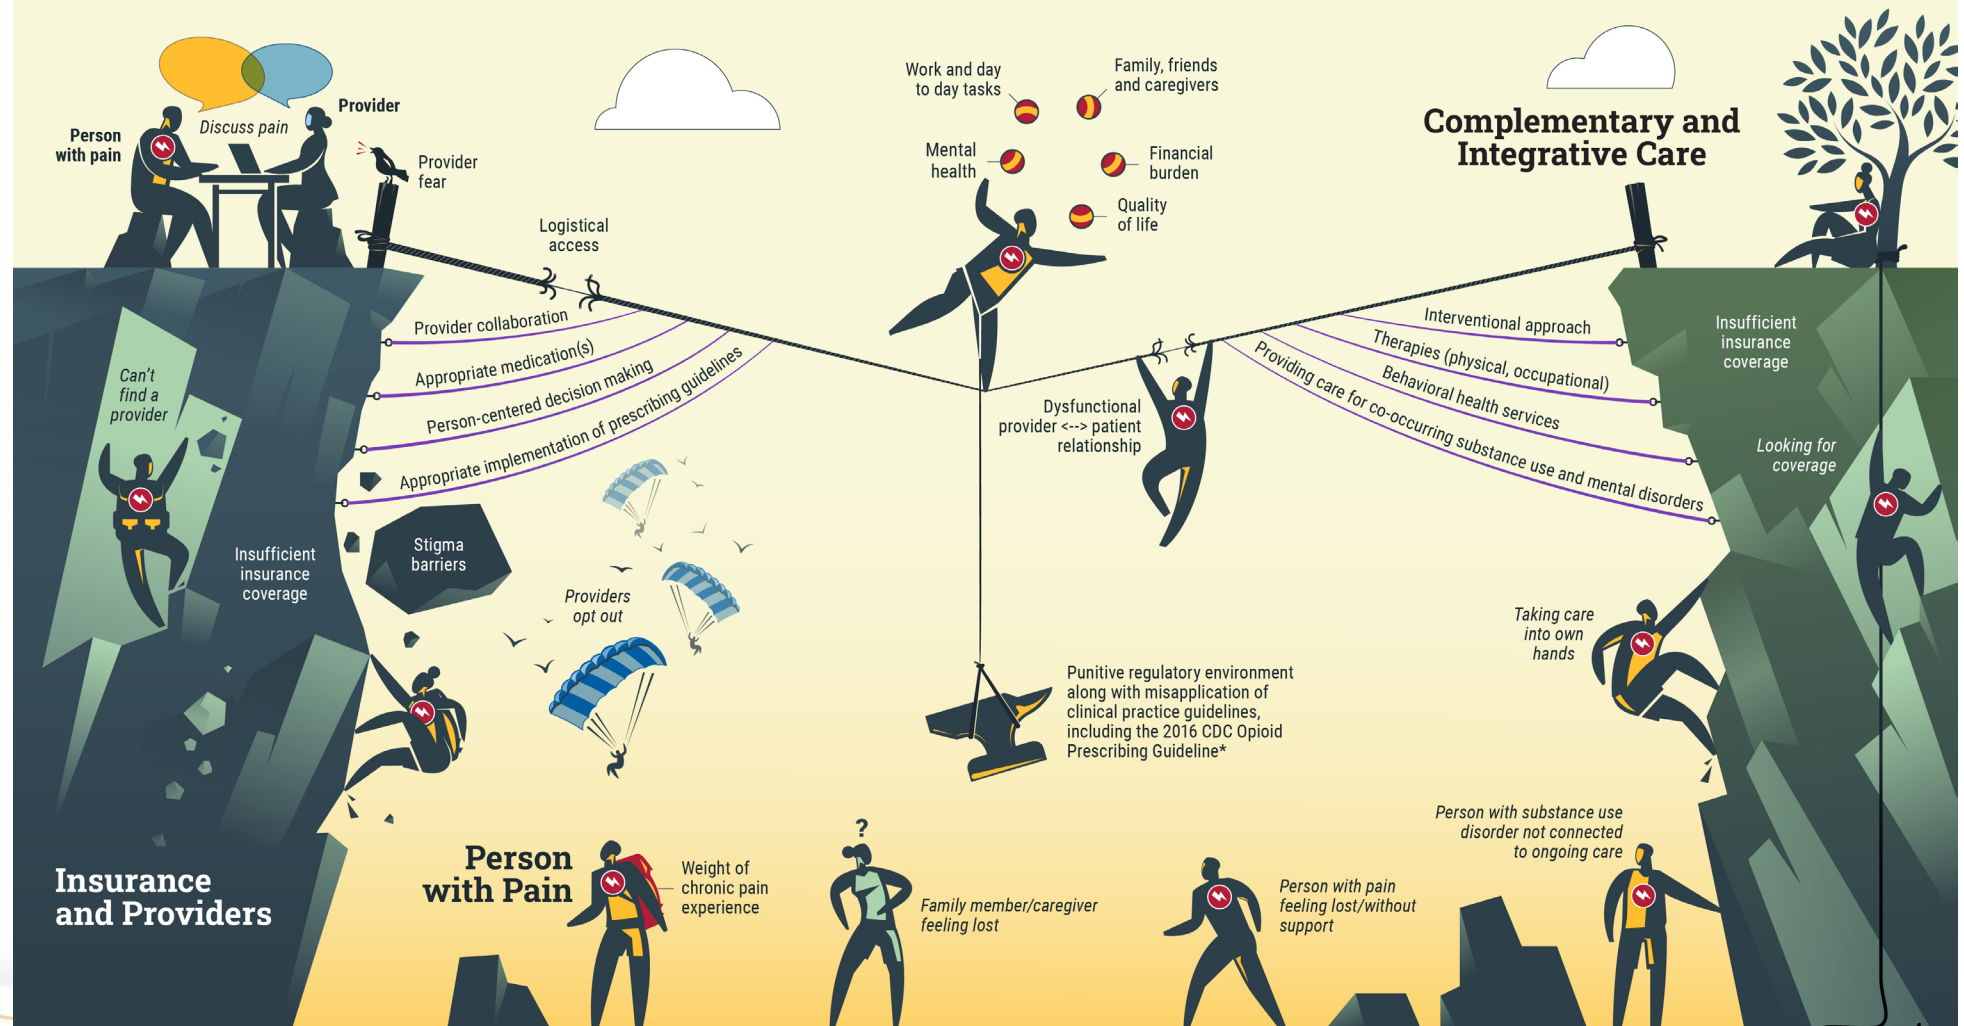 Person
with pain
Discuss pain
Provider
Provider
fear
Logistical
access
Work and day
to day tasks
Family, friends
and caregivers
Mental
health
Financial
burden
Quality
of life
Complementary and
Integrative Care
Provider collaboration
Appropriate medication(s)
Person-centered decision making
Appropriate implementation of prescribing guidelines
Interventional approach
Therapies (physical, occupational)
Behavioral health services
Providing care for co-occurring substance use and mental disorders
Insufficient
insurance
coverage
Can't
find a
provider
Dysfunctional
provider <--> patient
relationship
Looking for
coverage
Insufficient
insurance
coverage
Stigma
barriers
Providers
opt out
Taking care
into own
hands
Punitive regulatory environment
along with misapplication of
clinical practice guidelines,
including the 2016 CDC Opioid
Prescribing Guideline*
Insurance
and Providers
Person
with Pain
Weight of
chronic pain
experience
?
Family member/caregiver
feeling lost
Person with pain
feeling lost/without
support
Person with substance use
disorder not connected
to ongoing care